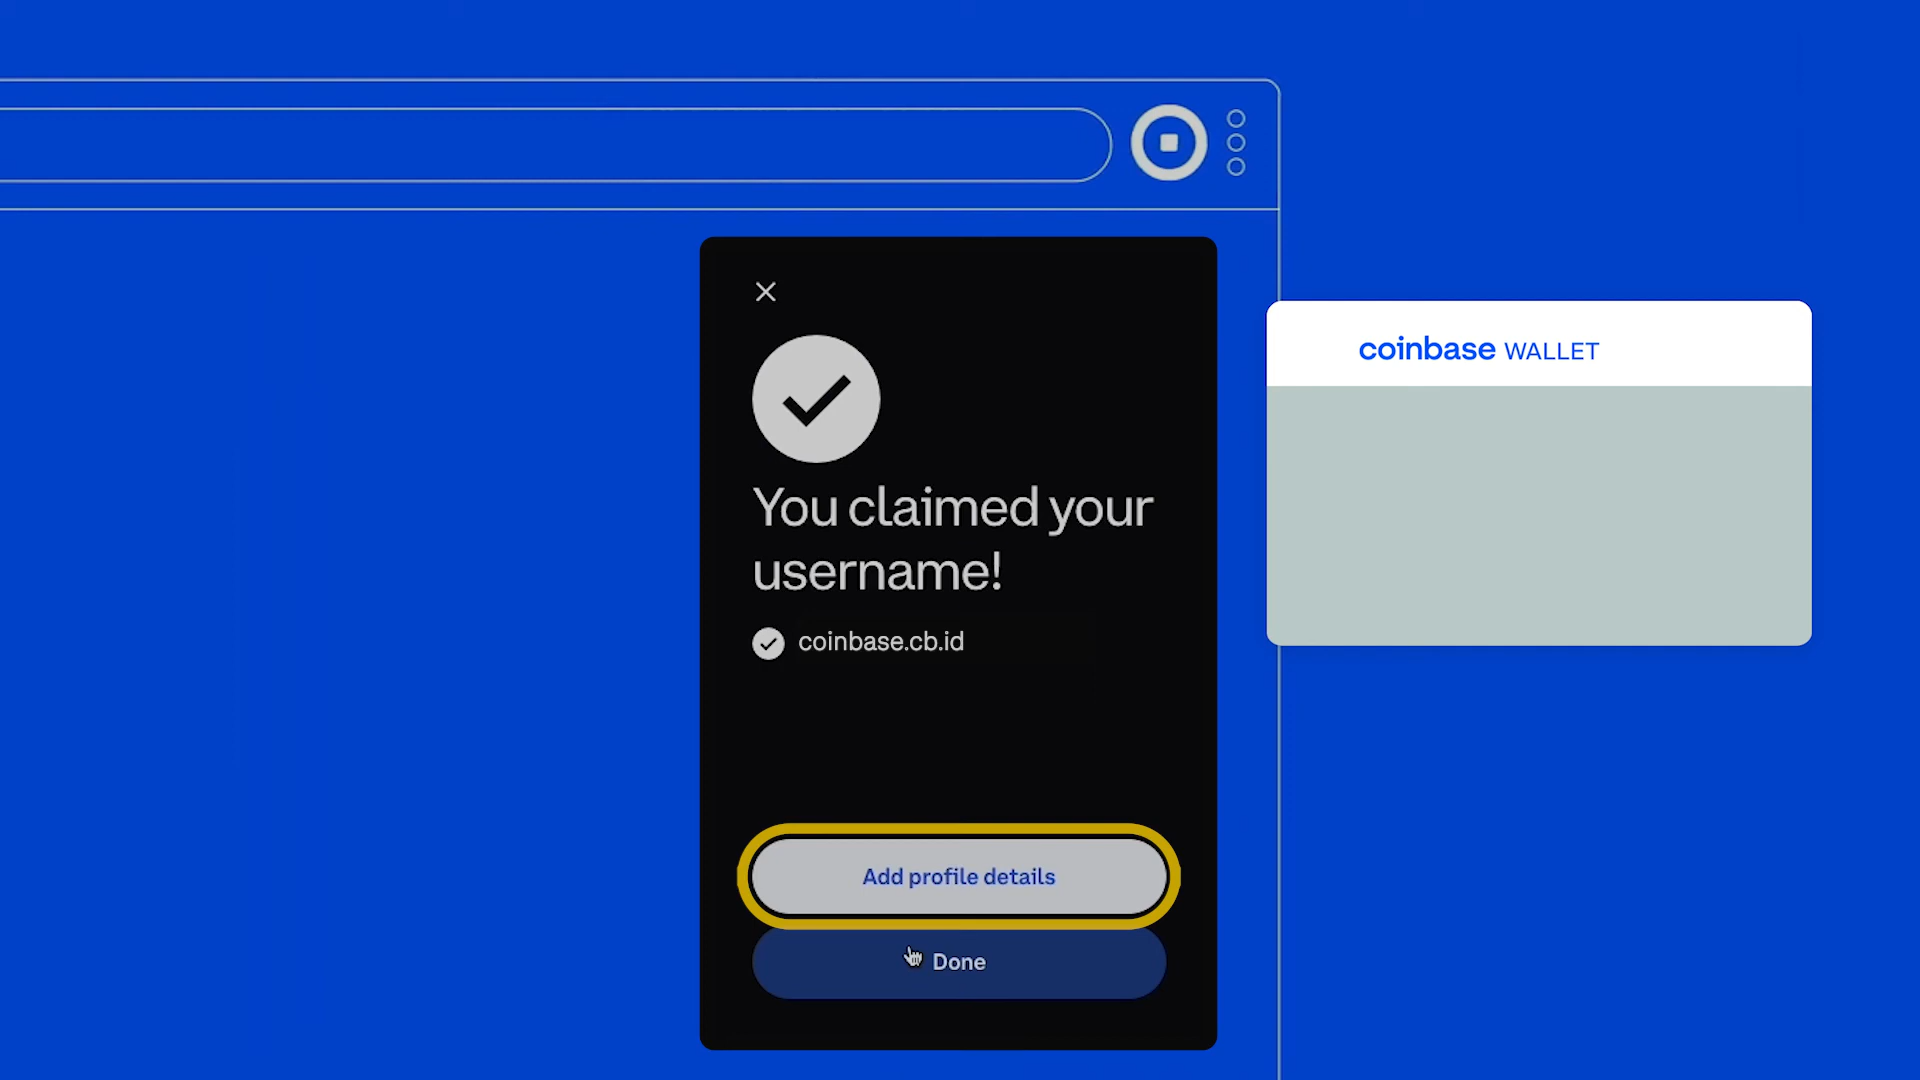 coinbase WALLET
You claimed your
username!
coinbase.cb.id
Add profile details
Done